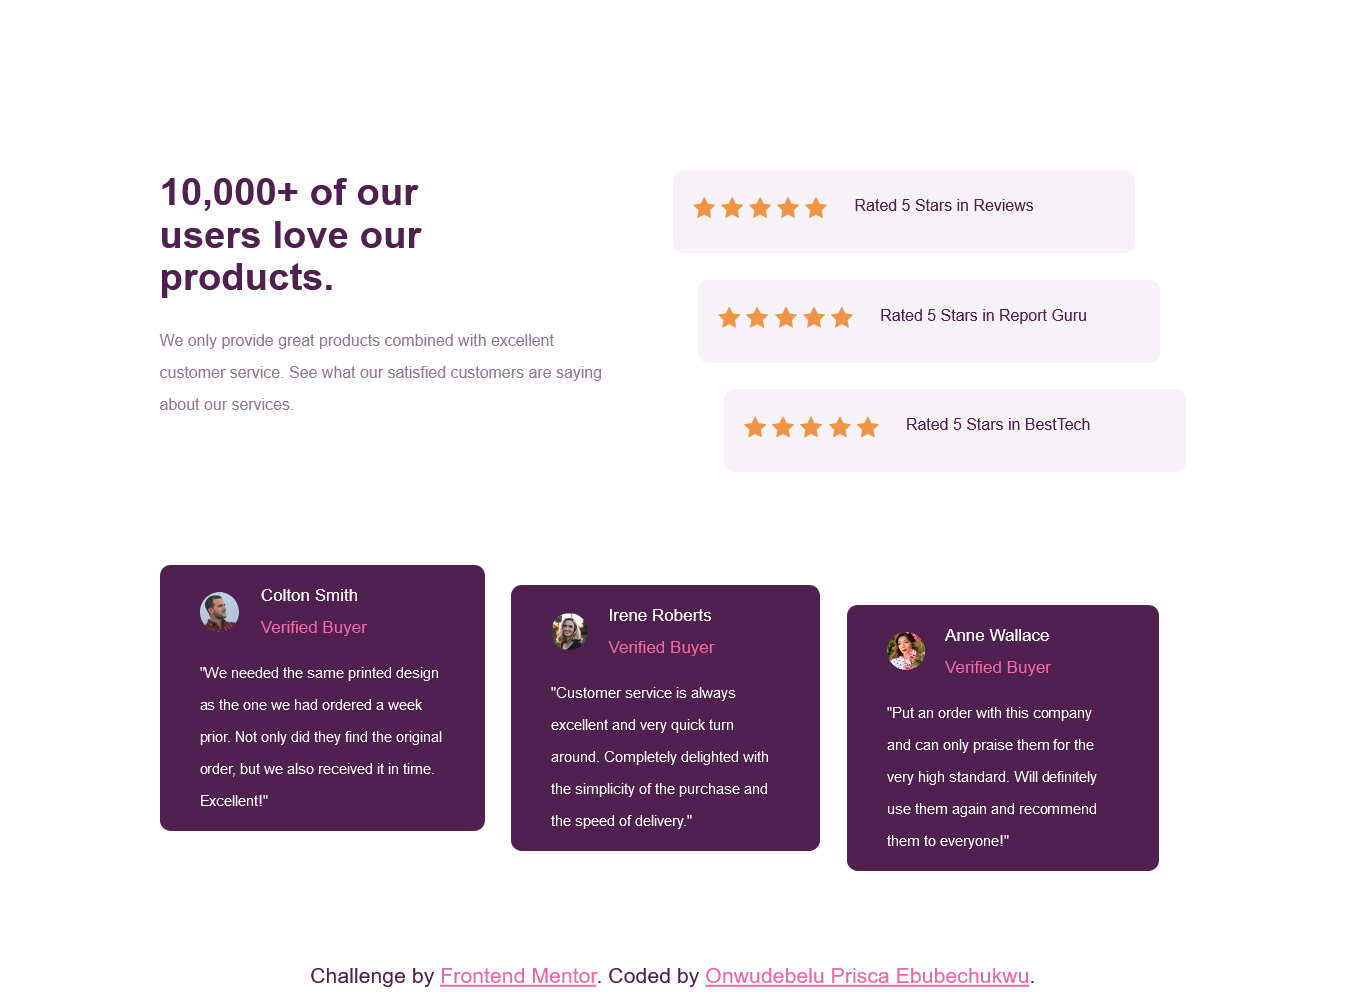 10,000+ of our
users love our
products.
We only provide great products combined with excellent
customer service. See what our satisfied customers are saying
about our services.
Rated 5 Stars in Reviews
Rated 5 Stars in Report Guru
Rated 5 Stars in BestTech
Colton Smith
Verified Buyer
"We needed the same printed design
as the one we had ordered a week
prior. Not only did they find the original
order, but we also received it in time.
Excellent!"
Irene Roberts
Verified Buyer
"Customer service is always
excellent and very quick turn
around. Completely delighted with
the simplicity of the purchase and
the speed of delivery."
Anne Wallace
Verified Buyer
"Put an order with this company
and can only praise them for the
very high standard. Will definitely
use them again and recommend
them to everyone!"
Challenge by Frontend Mentor. Coded by Onwudebelu Prisca Ebubechukwu.